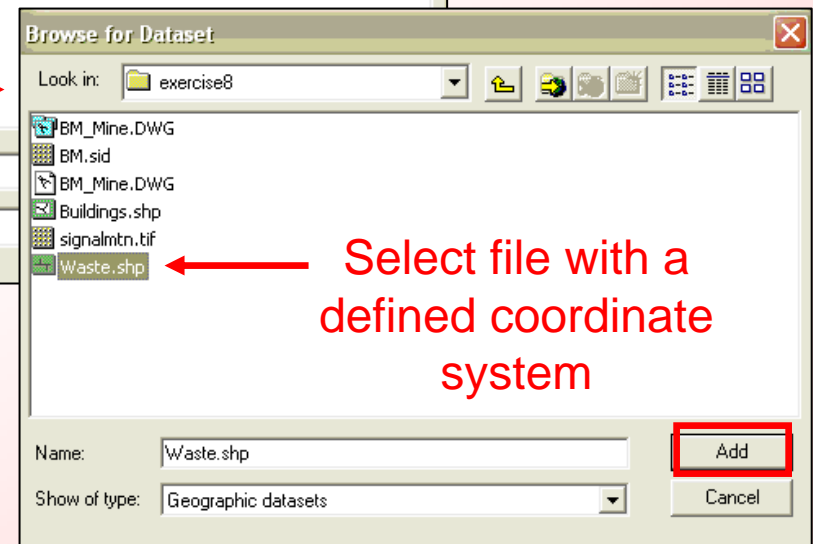 Browse for Dataset
Look in: exercise8
BM_Mine.DWG
BM.sid
BM_Mine.DWG
Buildings.shp
signalmtn.tif
Waste.shp
Select file with a
defined coordinate
system
Name: Waste.shp Add
Show of type: Geographic datasets Cancel